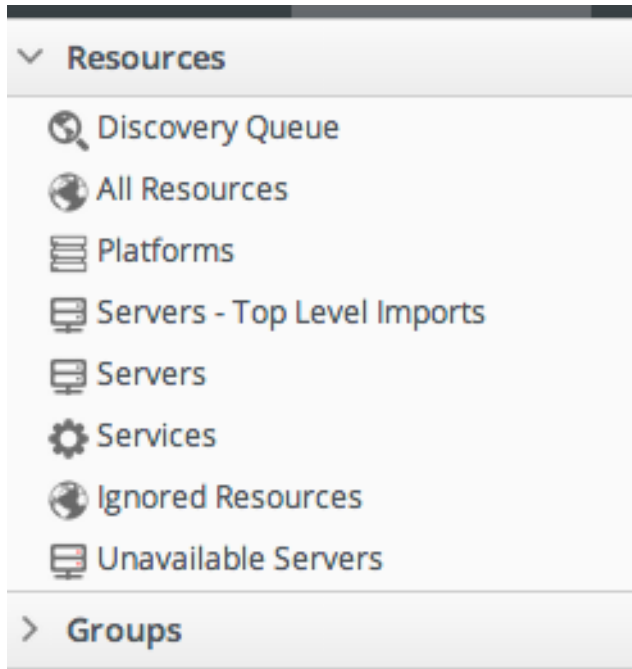 Resources
Discovery Queue
All Resources
Platforms
Servers - Top Level Imports
Servers
Services
Ignored Resources
Unavailable Servers
Groups